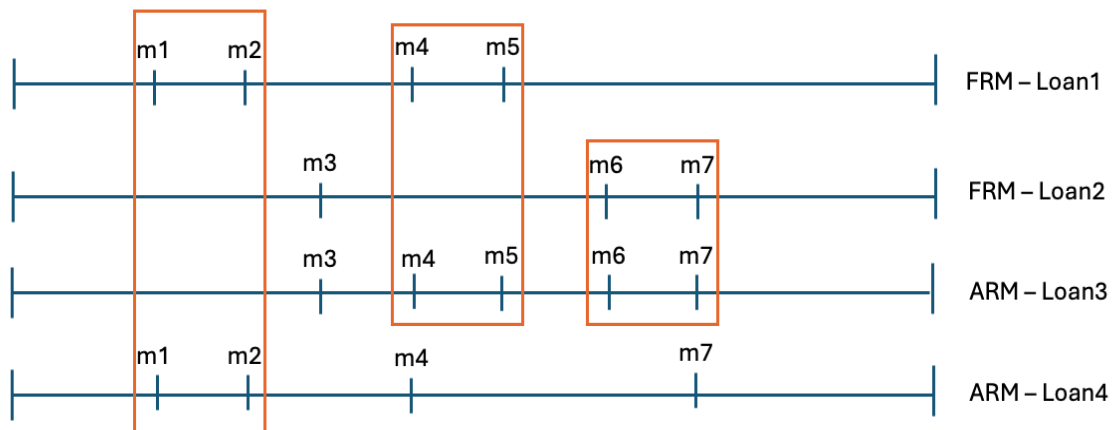 m1 m2 m4 m5
FRM – Loan1
m3 m6 m7
FRM – Loan2
m3 m4 m5 m6 m7
ARM – Loan3
m1 m2 m4 m7
ARM – Loan4